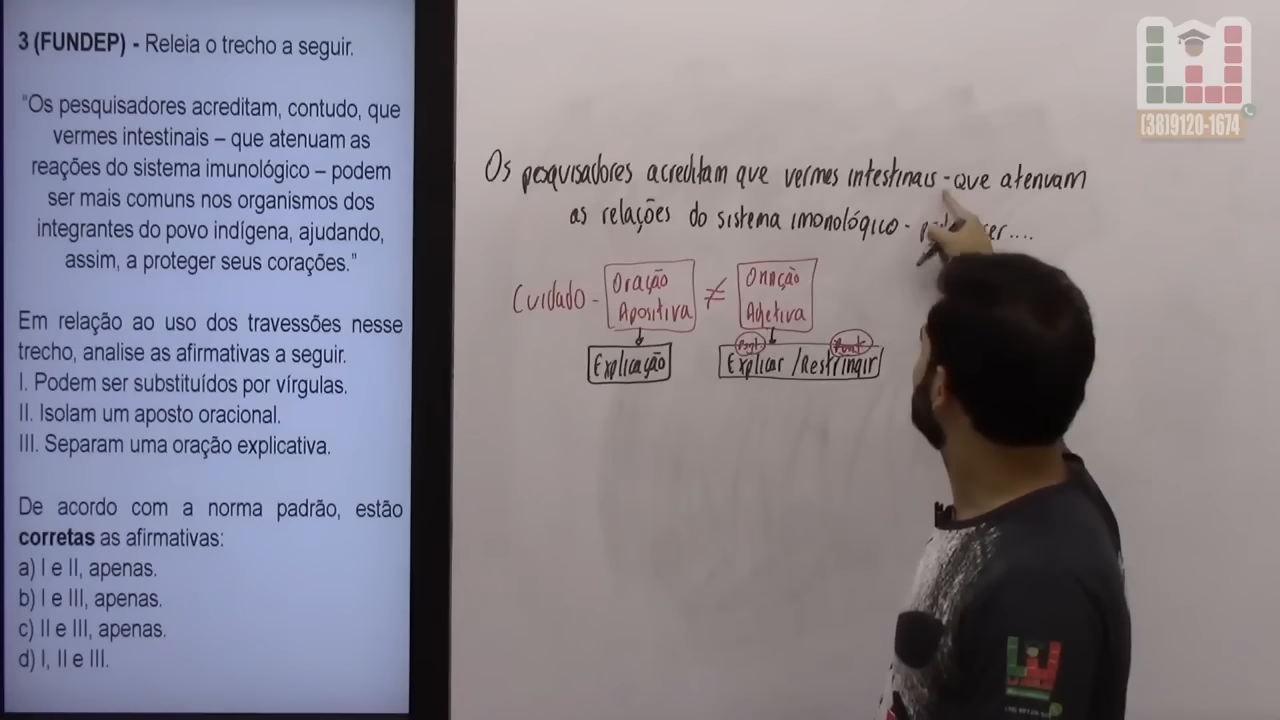 3 (FUNDEP) - Releia o trecho a seguir.
"Os pesquisadores acreditam, contudo, que
vermes intestinais – que atenuam as
reações do sistema imunológico – podem
ser mais comuns nos organismos dos
integrantes do povo indígena, ajudando,
assim, a proteger seus corações."
Em relação ao uso dos travessões nesse
trecho, analise as afirmativas a seguir.
I. Podem ser substituídos por vírgulas.
II. Isolam um aposto oracional.
III. Separam uma oração explicativa.
De acordo com a norma padrão, estão
corretas as afirmativas:
a) I e II, apenas.
b) I e III, apenas.
c) II e III, apenas.
d) I, II e III.
Os pesquisadores acreditam que vermes intestinais - que atenuam
as relações do sistema imonológico - ser....
Cuidado - Oração Apositiva ≠ Oração Adjetiva
Explicação
Pont. Pont.
Explicar / Restringir
(38)9120-1674